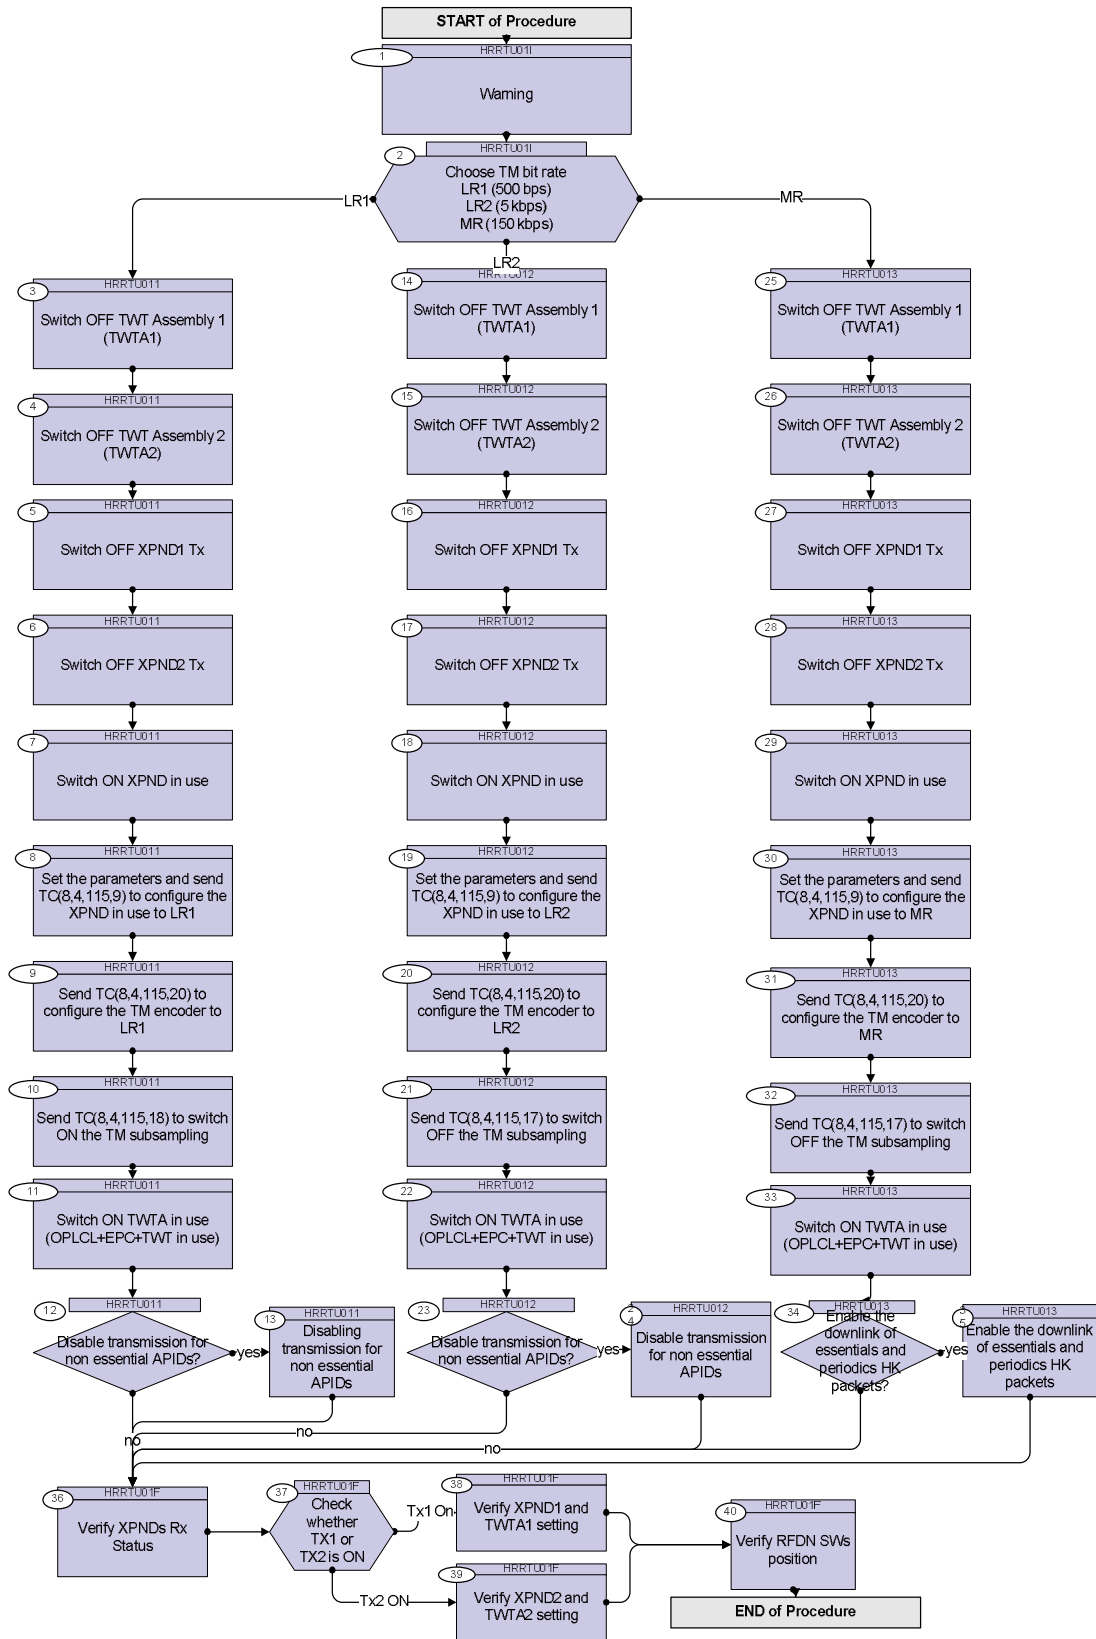 START of Procedure
HRRTU01I
1
Warning
HRRTU01I
2
Choose TM bit rate
LR1 (500 bps)
LR2 (5 kbps)
MR (150 kbps)
LR1
MR
LR2
HRRTU011
3
Switch OFF TWT Assembly 1
(TWTA1)
HRRTU011
4
Switch OFF TWT Assembly 2
(TWTA2)
HRRTU011
5
Switch OFF XPND1 Tx
HRRTU011
6
Switch OFF XPND2 Tx
HRRTU011
7
Switch ON XPND in use
HRRTU011
8
Set the parameters and send
TC(8,4,115,9) to configure the
XPND in use to LR1
HRRTU011
9
Send TC(8,4,115,20) to
configure the TM encoder to
LR1
HRRTU011
10
Send TC(8,4,115,18) to switch
ON the TM subsampling
HRRTU011
11
Switch ON TWTA in use
(OPLCL+EPC+TWT in use)
HRRTU011
12
Disable transmission for
non essential APIDs?
yes
HRRTU011
13
Disabling
transmission for
non essential
APIDs
no
HRRTU012
14
Switch OFF TWT Assembly 1
(TWTA1)
HRRTU012
15
Switch OFF TWT Assembly 2
(TWTA2)
HRRTU012
16
Switch OFF XPND1 Tx
HRRTU012
17
Switch OFF XPND2 Tx
HRRTU012
18
Switch ON XPND in use
HRRTU012
19
Set the parameters and send
TC(8,4,115,9) to configure the
XPND in use to LR2
HRRTU012
20
Send TC(8,4,115,20) to
configure the TM encoder to
LR2
HRRTU012
21
Send TC(8,4,115,17) to switch
OFF the TM subsampling
HRRTU012
22
Switch ON TWTA in use
(OPLCL+EPC+TWT in use)
HRRTU012
23
Disable transmission for
non essential APIDs?
yes
HRRTU012
24
Disable transmission
for non essential
APIDs
no
HRRTU013
25
Switch OFF TWT Assembly 1
(TWTA1)
HRRTU013
26
Switch OFF TWT Assembly 2
(TWTA2)
HRRTU013
27
Switch OFF XPND1 Tx
HRRTU013
28
Switch OFF XPND2 Tx
HRRTU013
29
Switch ON XPND in use
HRRTU013
30
Set the parameters and send
TC(8,4,115,9) to configure the
XPND in use to MR
HRRTU013
31
Send TC(8,4,115,20) to
configure the TM encoder to
MR
HRRTU013
32
Send TC(8,4,115,17) to switch
OFF the TM subsampling
HRRTU013
33
Switch ON TWTA in use
(OPLCL+EPC+TWT in use)
HRRTU013
34
Enable the
downlink of
essentials and
periodics HK
packets?
yes
HRRTU013
35
Enable the downlink
of essentials and
periodics HK
packets
no
HRRTU01F
36
Verify XPNDs Rx
Status
HRRTU01F
37
Check
whether
TX1 or
TX2 is ON
Tx1 On
HRRTU01F
38
Verify XPND1 and
TWTA1 setting
Tx2 ON
HRRTU01F
39
Verify XPND2 and
TWTA2 setting
HRRTU01F
40
Verify RFDN SWs
position
END of Procedure